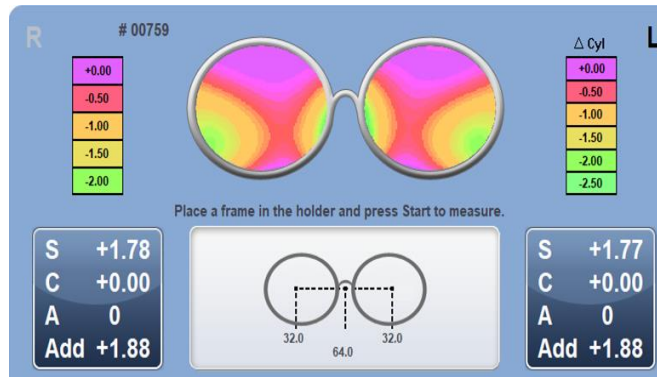 R
# 00759
Δ Cyl
L
+0.00
-0.50
-1.00
-1.50
-2.00
+0.00
-0.50
-1.00
-1.50
-2.00
-2.50
Place a frame in the holder and press Start to measure.
S +1.78
C +0.00
A 0
Add +1.88
32.0
32.0
64.0
S +1.77
C +0.00
A 0
Add +1.88